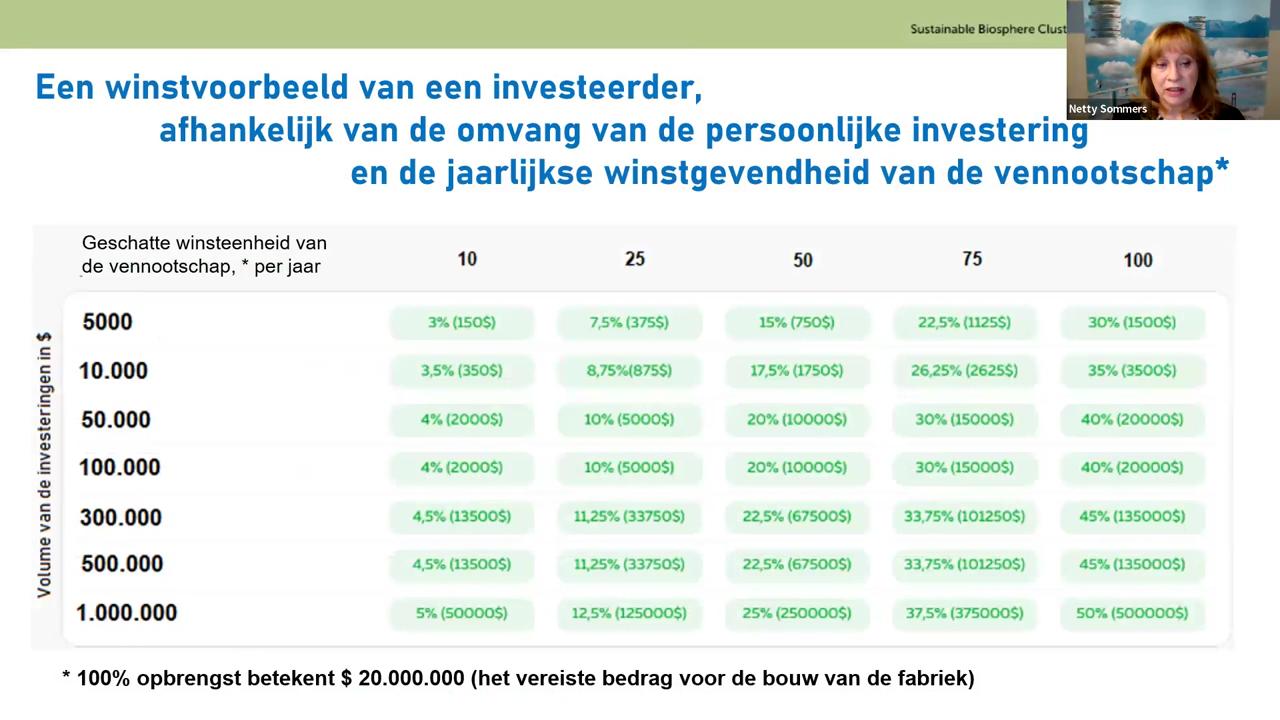 Sustainable Biosphere Clust
Netty Sommers
Een winstvoorbeeld van een investeerder,
afhankelijk van de omvang van de persoonlijke investering
en de jaarlijkse winstgevendheid van de vennootschap*
Geschatte winsteenheid van
de vennootschap, * per jaar
10 25 50 75 100
Volume van de investeringen in $
5000 3% (150$) 7,5% (375$) 15% (750$) 22,5% (1125$) 30% (1500$)
10.000 3,5% (350$) 8,75%(875$) 17,5% (1750$) 26,25% (2625$) 35% (3500$)
50.000 4% (2000$) 10% (5000$) 20% (10000$) 30% (15000$) 40% (20000$)
100.000 4% (2000$) 10% (5000$) 20% (10000$) 30% (15000$) 40% (20000$)
300.000 4,5% (13500$) 11,25% (33750$) 22,5% (67500$) 33,75% (101250$) 45% (135000$)
500.000 4,5% (13500$) 11,25% (33750$) 22,5% (67500$) 33,75% (101250$) 45% (135000$)
1.000.000 5% (50000$) 12,5% (125000$) 25% (250000$) 37,5% (375000$) 50% (500000$)
* 100% opbrengst betekent $ 20.000.000 (het vereiste bedrag voor de bouw van de fabriek)